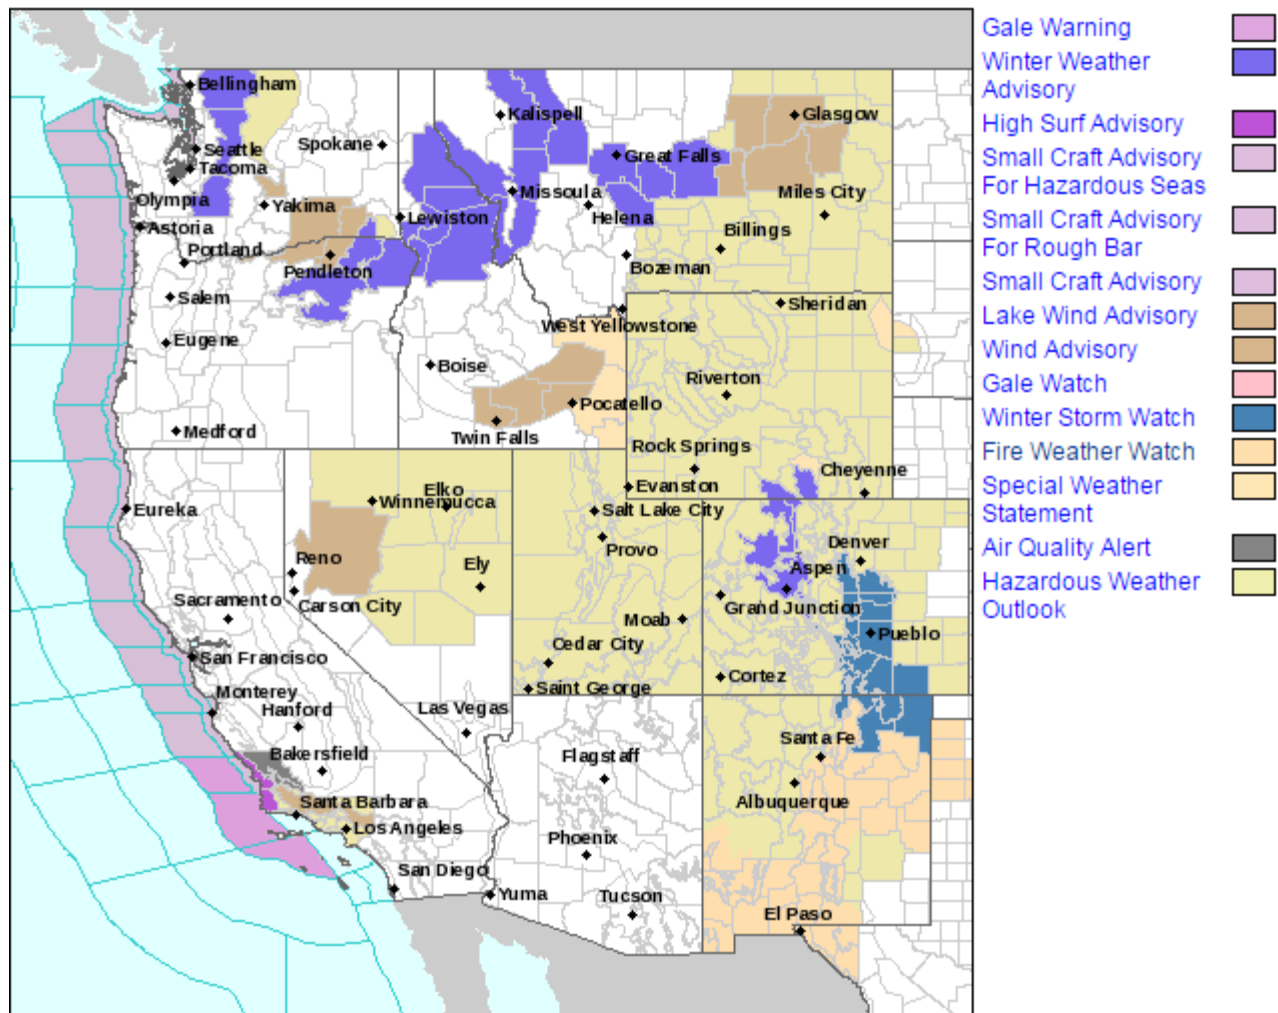 Bellingham
Seattle
Tacoma
Olympia
Astoria
Yakima
Spokane
Portland
Pendleton
Salem
Eugene
Medford
Kalispell
Great Falls
Glasgow
Missoula
Helena
Lewiston
Miles City
Billings
Bozeman
West Yellowstone
Sheridan
Boise
Pocatello
Twin Falls
Riverton
Rock Springs
Evanston
Cheyenne
Eureka
Elko
Winnemucca
Reno
Ely
Carson City
Sacramento
Salt Lake City
Provo
Moab
Cedar City
Saint George
Denver
Aspen
Grand Junction
Pueblo
Cortez
San Francisco
Monterey
Hanford
Bakersfield
Las Vegas
Flagstaff
Santa Fe
Albuquerque
Santa Barbara
Los Angeles
San Diego
Phoenix
Yuma
Tucson
El Paso
Gale Warning
Winter Weather
Advisory
High Surf Advisory
Small Craft Advisory
For Hazardous Seas
Small Craft Advisory
For Rough Bar
Small Craft Advisory
Lake Wind Advisory
Wind Advisory
Gale Watch
Winter Storm Watch
Fire Weather Watch
Special Weather
Statement
Air Quality Alert
Hazardous Weather
Outlook